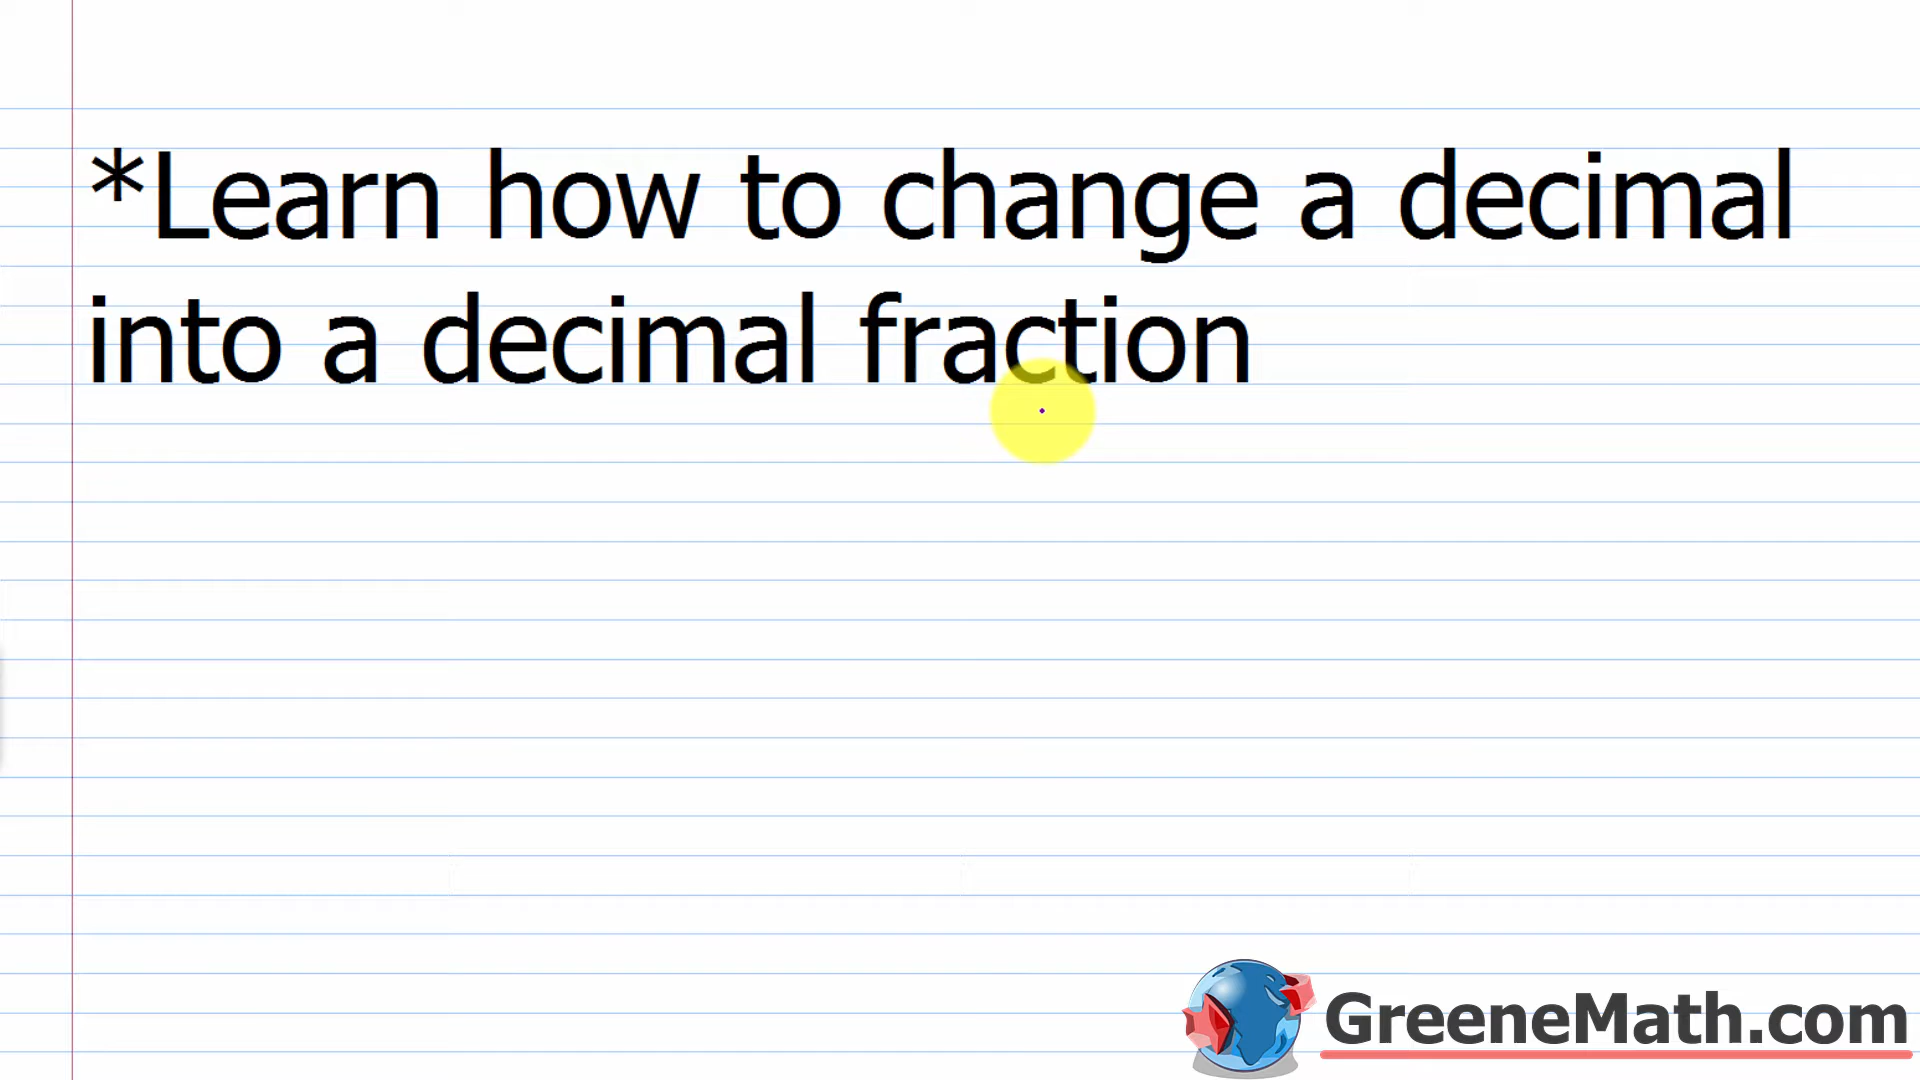 *Learn how to change a decimal
into a decimal fraction
GreeneMath.com